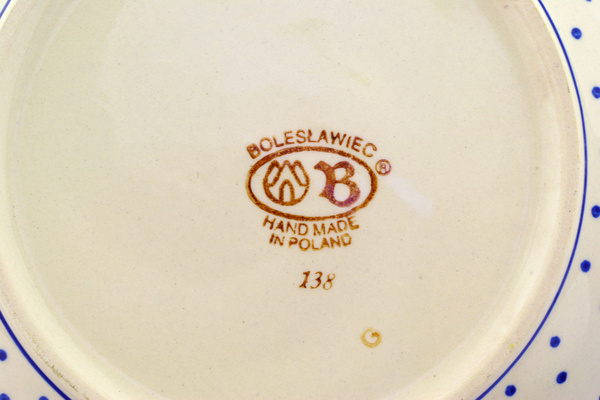 BOLESŁAWIEC
B ®
HAND MADE
IN POLAND
138
G